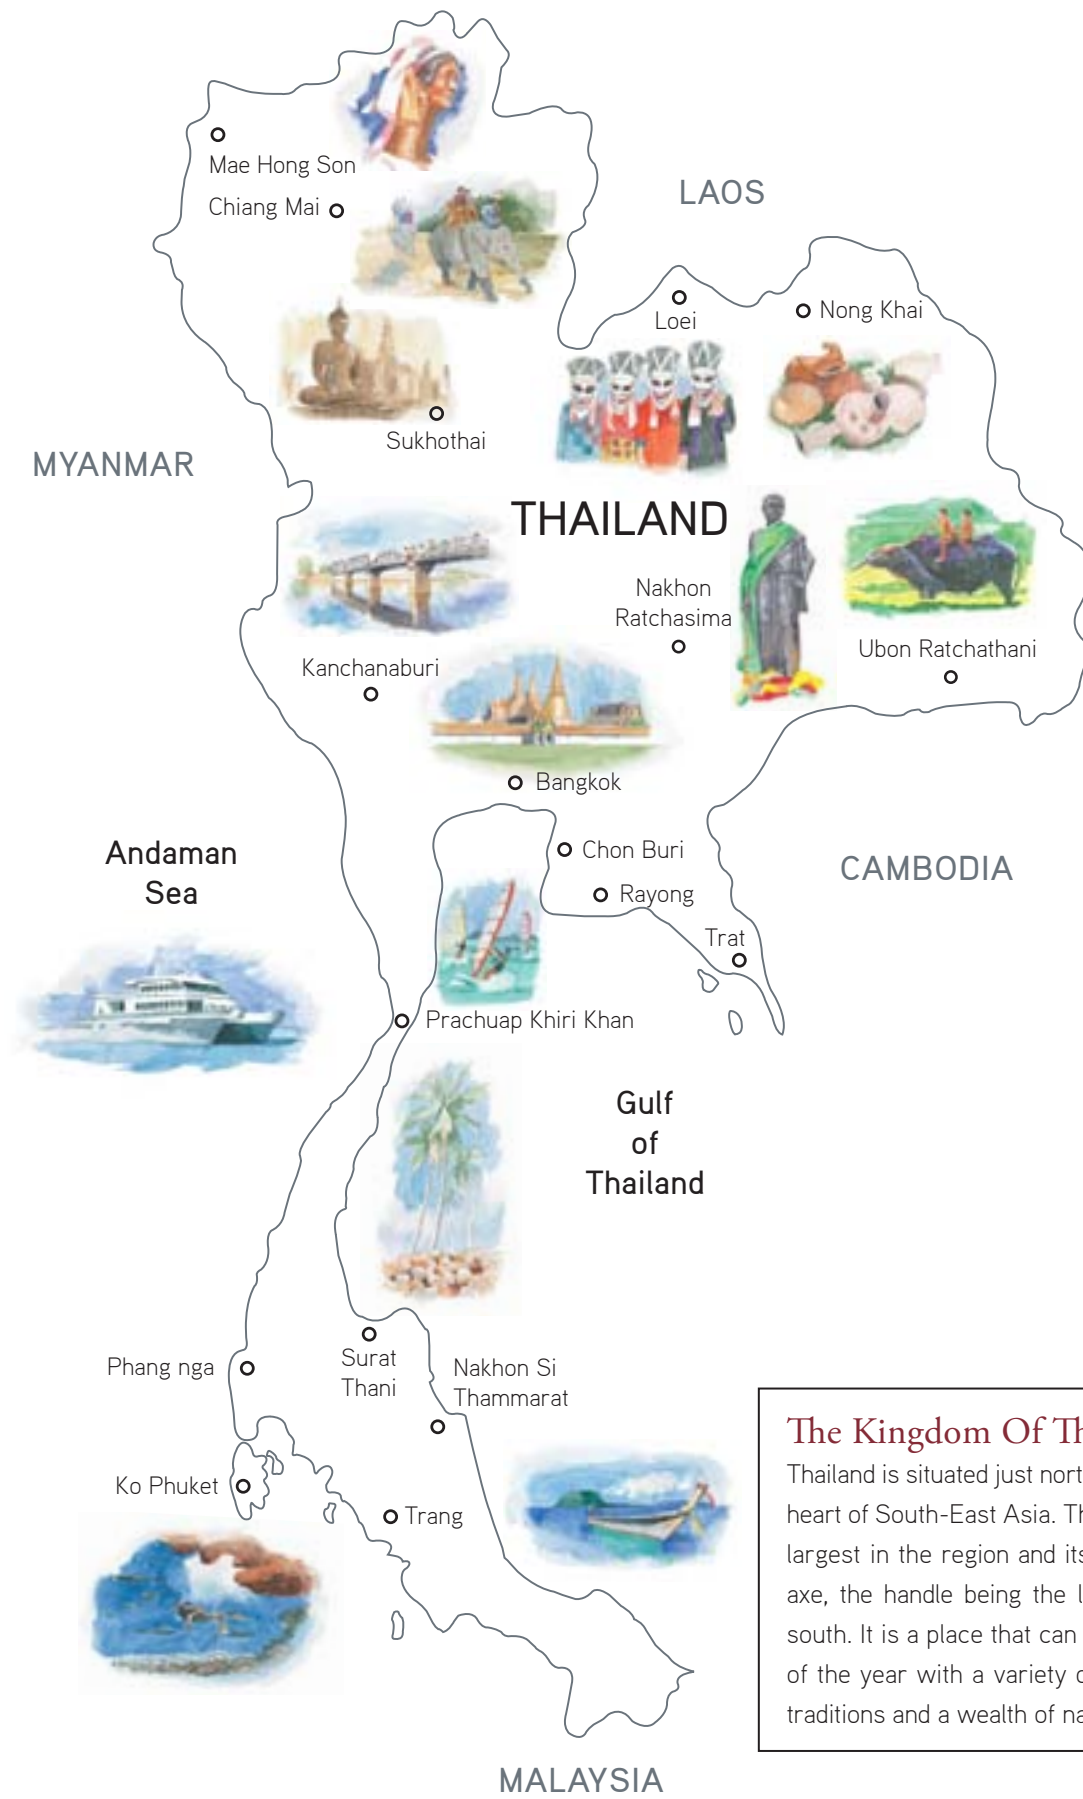 Mae Hong Son
Chiang Mai
LAOS
Loei
Nong Khai
Sukhothai
MYANMAR
THAILAND
Nakhon
Ratchasima
Ubon Ratchathani
Kanchanaburi
Bangkok
Andaman
Sea
Chon Buri
Rayong
CAMBODIA
Trat
Prachuap Khiri Khan
Gulf
of
Thailand
Phang nga
Surat
Thani
Nakhon Si
Thammarat
Ko Phuket
Trang
The Kingdom Of Th
Thailand is situated just nort
heart of South-East Asia. Th
largest in the region and its
axe, the handle being the l
south. It is a place that can
of the year with a variety o
traditions and a wealth of na
MALAYSIA